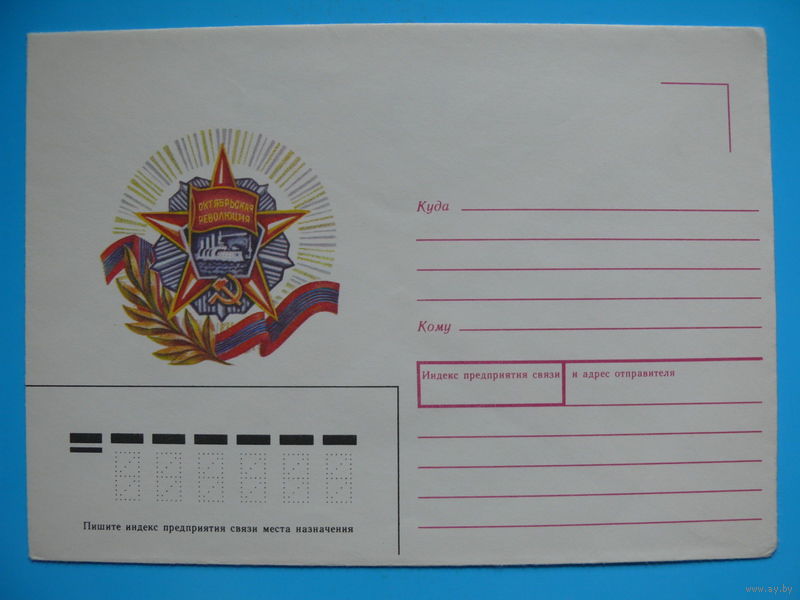 ОКТЯБРЬСКАЯ
РЕВОЛЮЦИЯ
Куда
Кому
Индекс предприятия связи и адрес отправителя
Пишите индекс предприятия связи места назначения
www.ay.by